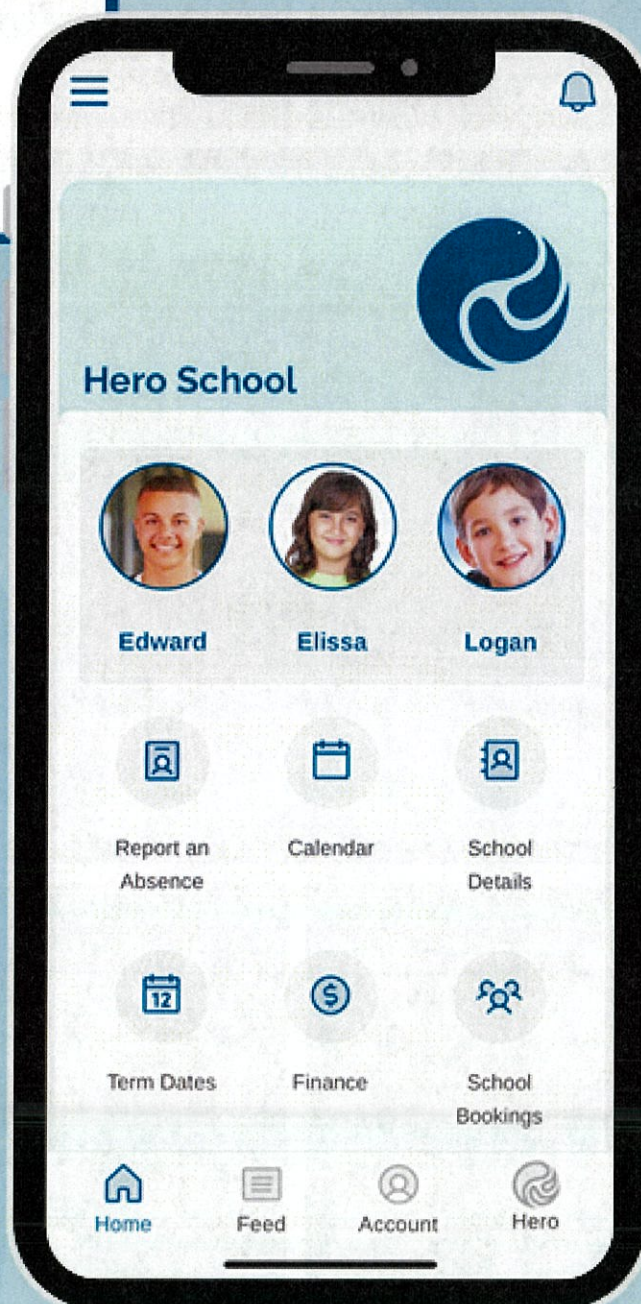 Hero School
Edward Elissa Logan
Report an Calendar School
Absence Details
12
Term Dates Finance School
Bookings
Home Feed Account Hero